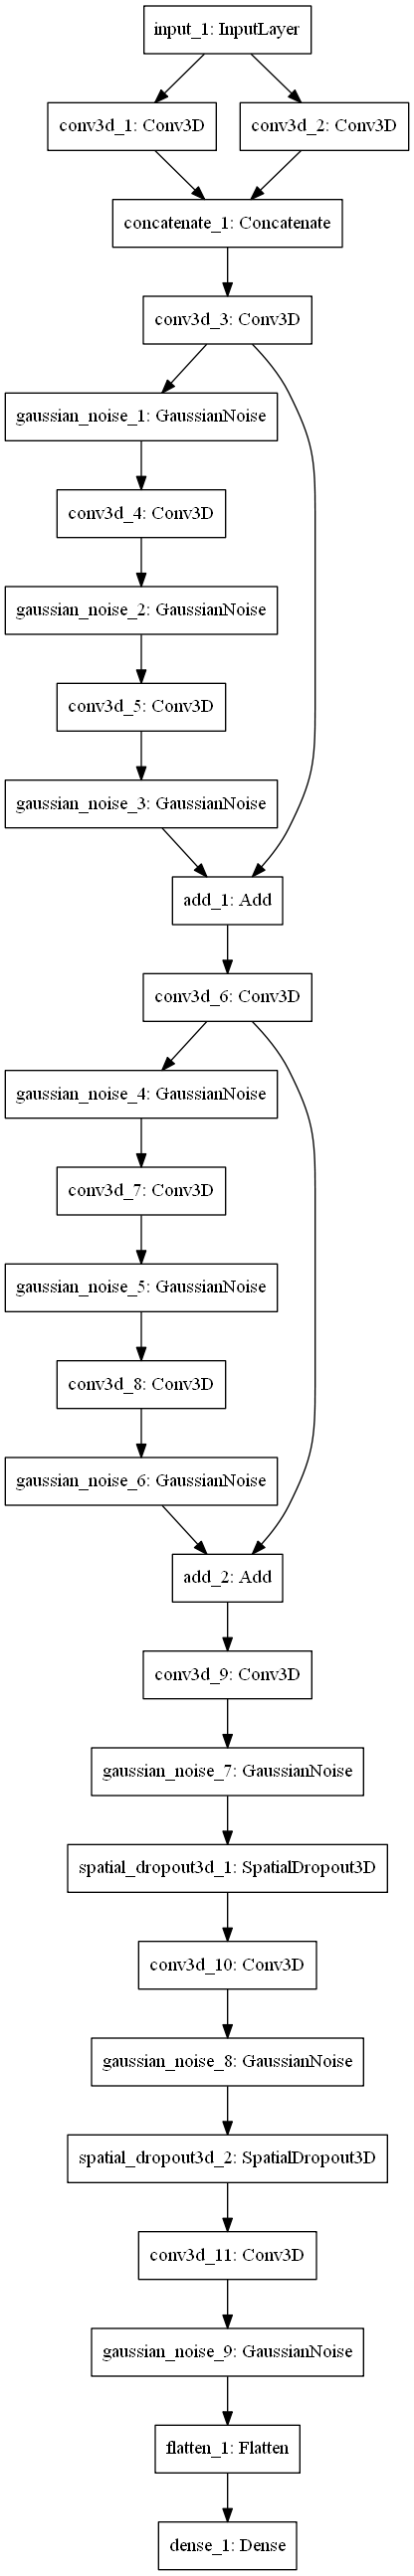 input_1: InputLayer
conv3d_1: Conv3D
conv3d_2: Conv3D
concatenate_1: Concatenate
conv3d_3: Conv3D
gaussian_noise_1: GaussianNoise
conv3d_4: Conv3D
gaussian_noise_2: GaussianNoise
conv3d_5: Conv3D
gaussian_noise_3: GaussianNoise
add_1: Add
conv3d_6: Conv3D
gaussian_noise_4: GaussianNoise
conv3d_7: Conv3D
gaussian_noise_5: GaussianNoise
conv3d_8: Conv3D
gaussian_noise_6: GaussianNoise
add_2: Add
conv3d_9: Conv3D
gaussian_noise_7: GaussianNoise
spatial_dropout3d_1: SpatialDropout3D
conv3d_10: Conv3D
gaussian_noise_8: GaussianNoise
spatial_dropout3d_2: SpatialDropout3D
conv3d_11: Conv3D
gaussian_noise_9: GaussianNoise
flatten_1: Flatten
dense_1: Dense